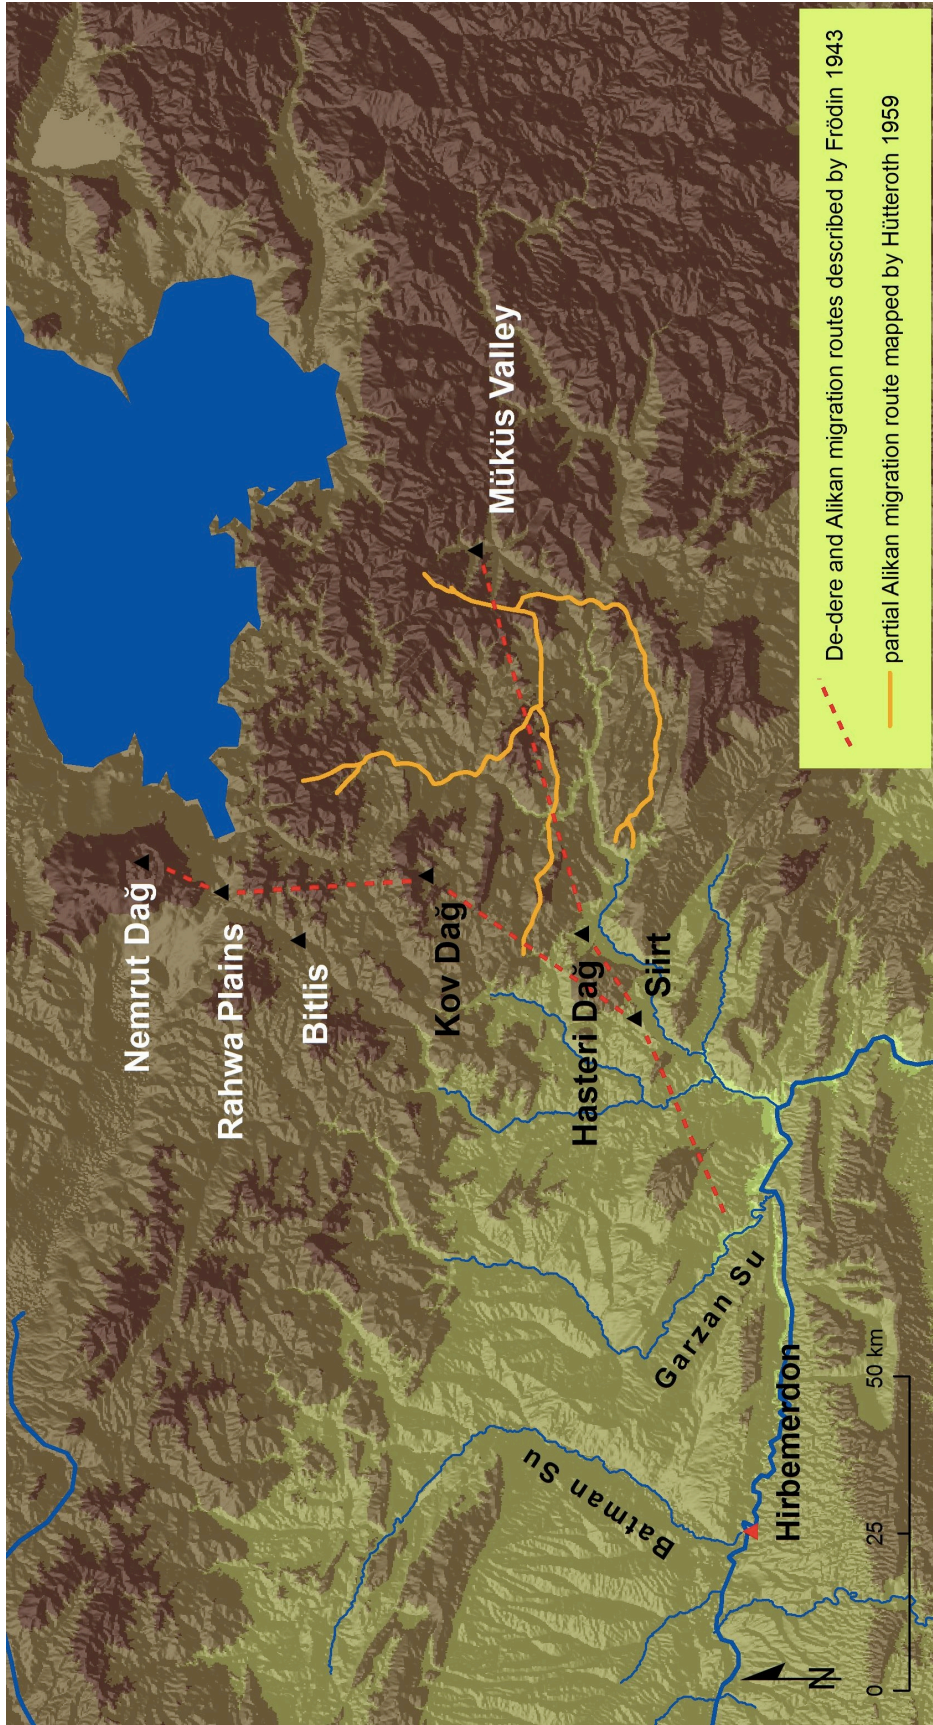 Nemrut Dağ
Rahwa Plains
Bitlis
Kov Dağ
Müküs Valley
Hasteri Dağ
Siirt
Garzan Su
Batman Su
Hirbemerdon
N
0 25 50 km
De-dere and Alikan migration routes described by Frödin 1943
partial Alikan migration route mapped by Hütteroth 1959